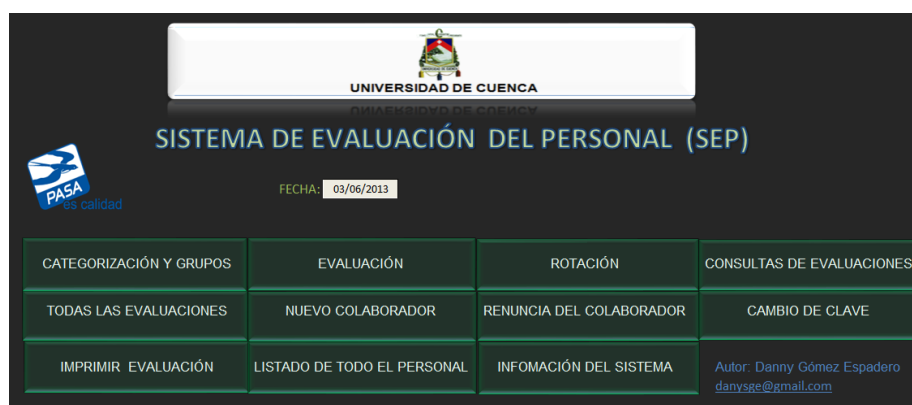 UNIVERSIDAD DE CUENCA
SISTEMA DE EVALUACIÓN DEL PERSONAL (SEP)
PASA
es calidad
FECHA: 03/06/2013
CATEGORIZACIÓN Y GRUPOS
EVALUACIÓN
ROTACIÓN
CONSULTAS DE EVALUACIONES
TODAS LAS EVALUACIONES
NUEVO COLABORADOR
RENUNCIA DEL COLABORADOR
CAMBIO DE CLAVE
IMPRIMIR EVALUACIÓN
LISTADO DE TODO EL PERSONAL
INFOMACIÓN DEL SISTEMA
Autor: Danny Gómez Espadero
danysge@gmail.com